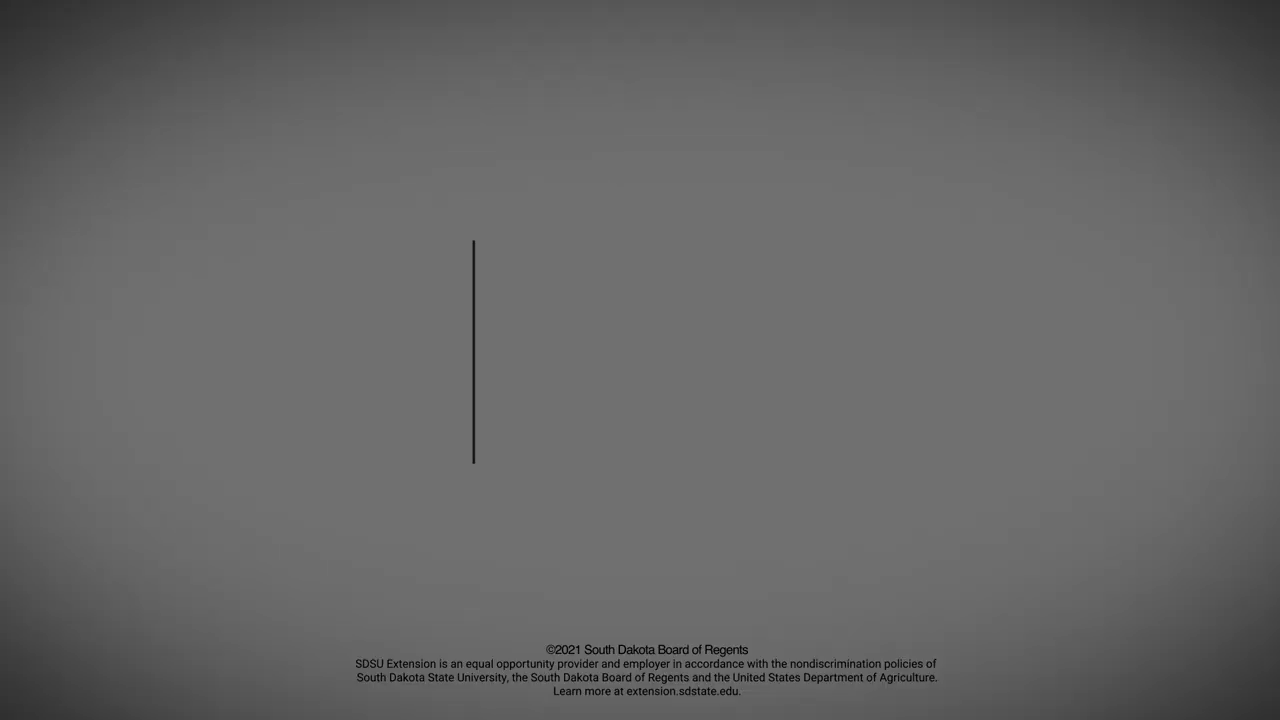 ©2021 South Dakota Board of Regents
SDSU Extension is an equal opportunity provider and employer in accordance with the nondiscrimination policies of
South Dakota State University, the South Dakota Board of Regents and the United States Department of Agriculture.
Learn more at extension.sdstate.edu.